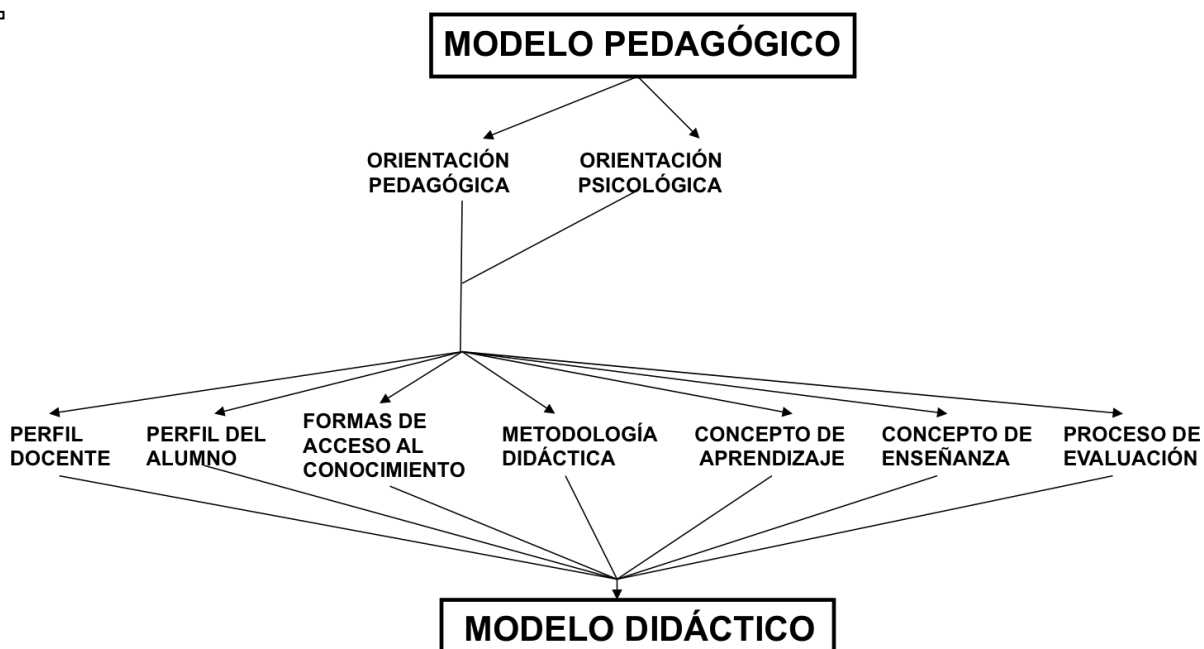 MODELO PEDAGÓGICO
ORIENTACIÓN
PEDAGÓGICA
ORIENTACIÓN
PSICOLÓGICA
PERFIL
DOCENTE
PERFIL DEL
ALUMNO
FORMAS DE
ACCESO AL
CONOCIMIENTO
METODOLOGÍA
DIDÁCTICA
CONCEPTO DE
APRENDIZAJE
CONCEPTO DE
ENSEÑANZA
PROCESO DE
EVALUACIÓN
MODELO DIDÁCTICO